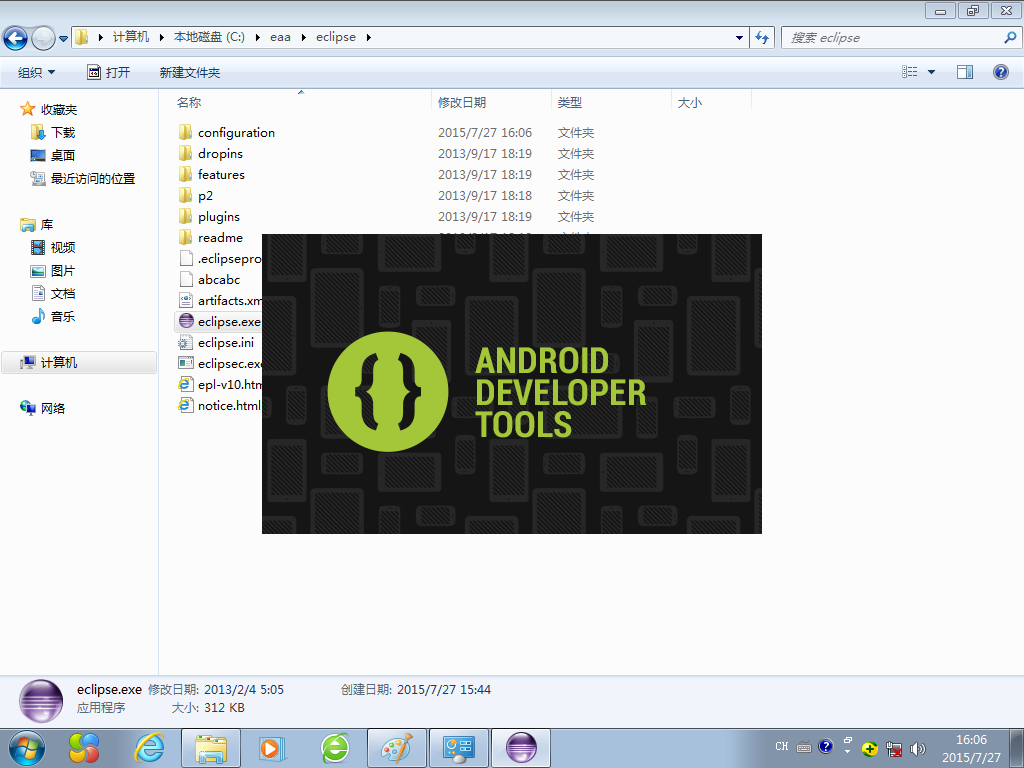 计算机 本地磁盘 (C:) eaa eclipse
搜索 eclipse
组织 打开 新建文件夹
名称 修改日期 类型 大小
收藏夹
下载
桌面
最近访问的位置
库
视频
图片
文档
音乐
计算机
网络
configuration 2015/7/27 16:06 文件夹
dropins 2013/9/17 18:19 文件夹
features 2013/9/17 18:19 文件夹
p2 2013/9/17 18:18 文件夹
plugins 2013/9/17 18:19 文件夹
readme
.eclipsepro
abcabc
artifacts.xm
eclipse.exe
eclipse.ini
eclipsec.exe
epl-v10.htm
notice.html
ANDROID
DEVELOPER
TOOLS
eclipse.exe 修改日期: 2013/2/4 5:05 创建日期: 2015/7/27 15:44
应用程序 大小: 312 KB
CH
16:06
2015/7/27